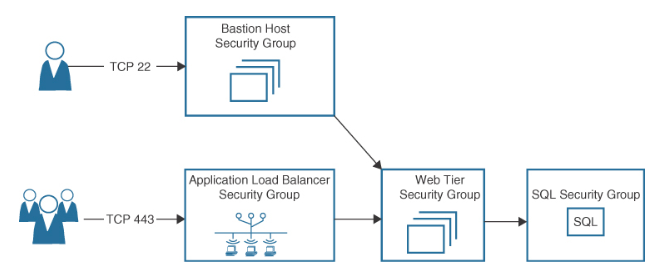 Bastion Host
Security Group
TCP 22
Application Load Balancer
Security Group
TCP 443
Web Tier
Security Group
SQL Security Group
SQL